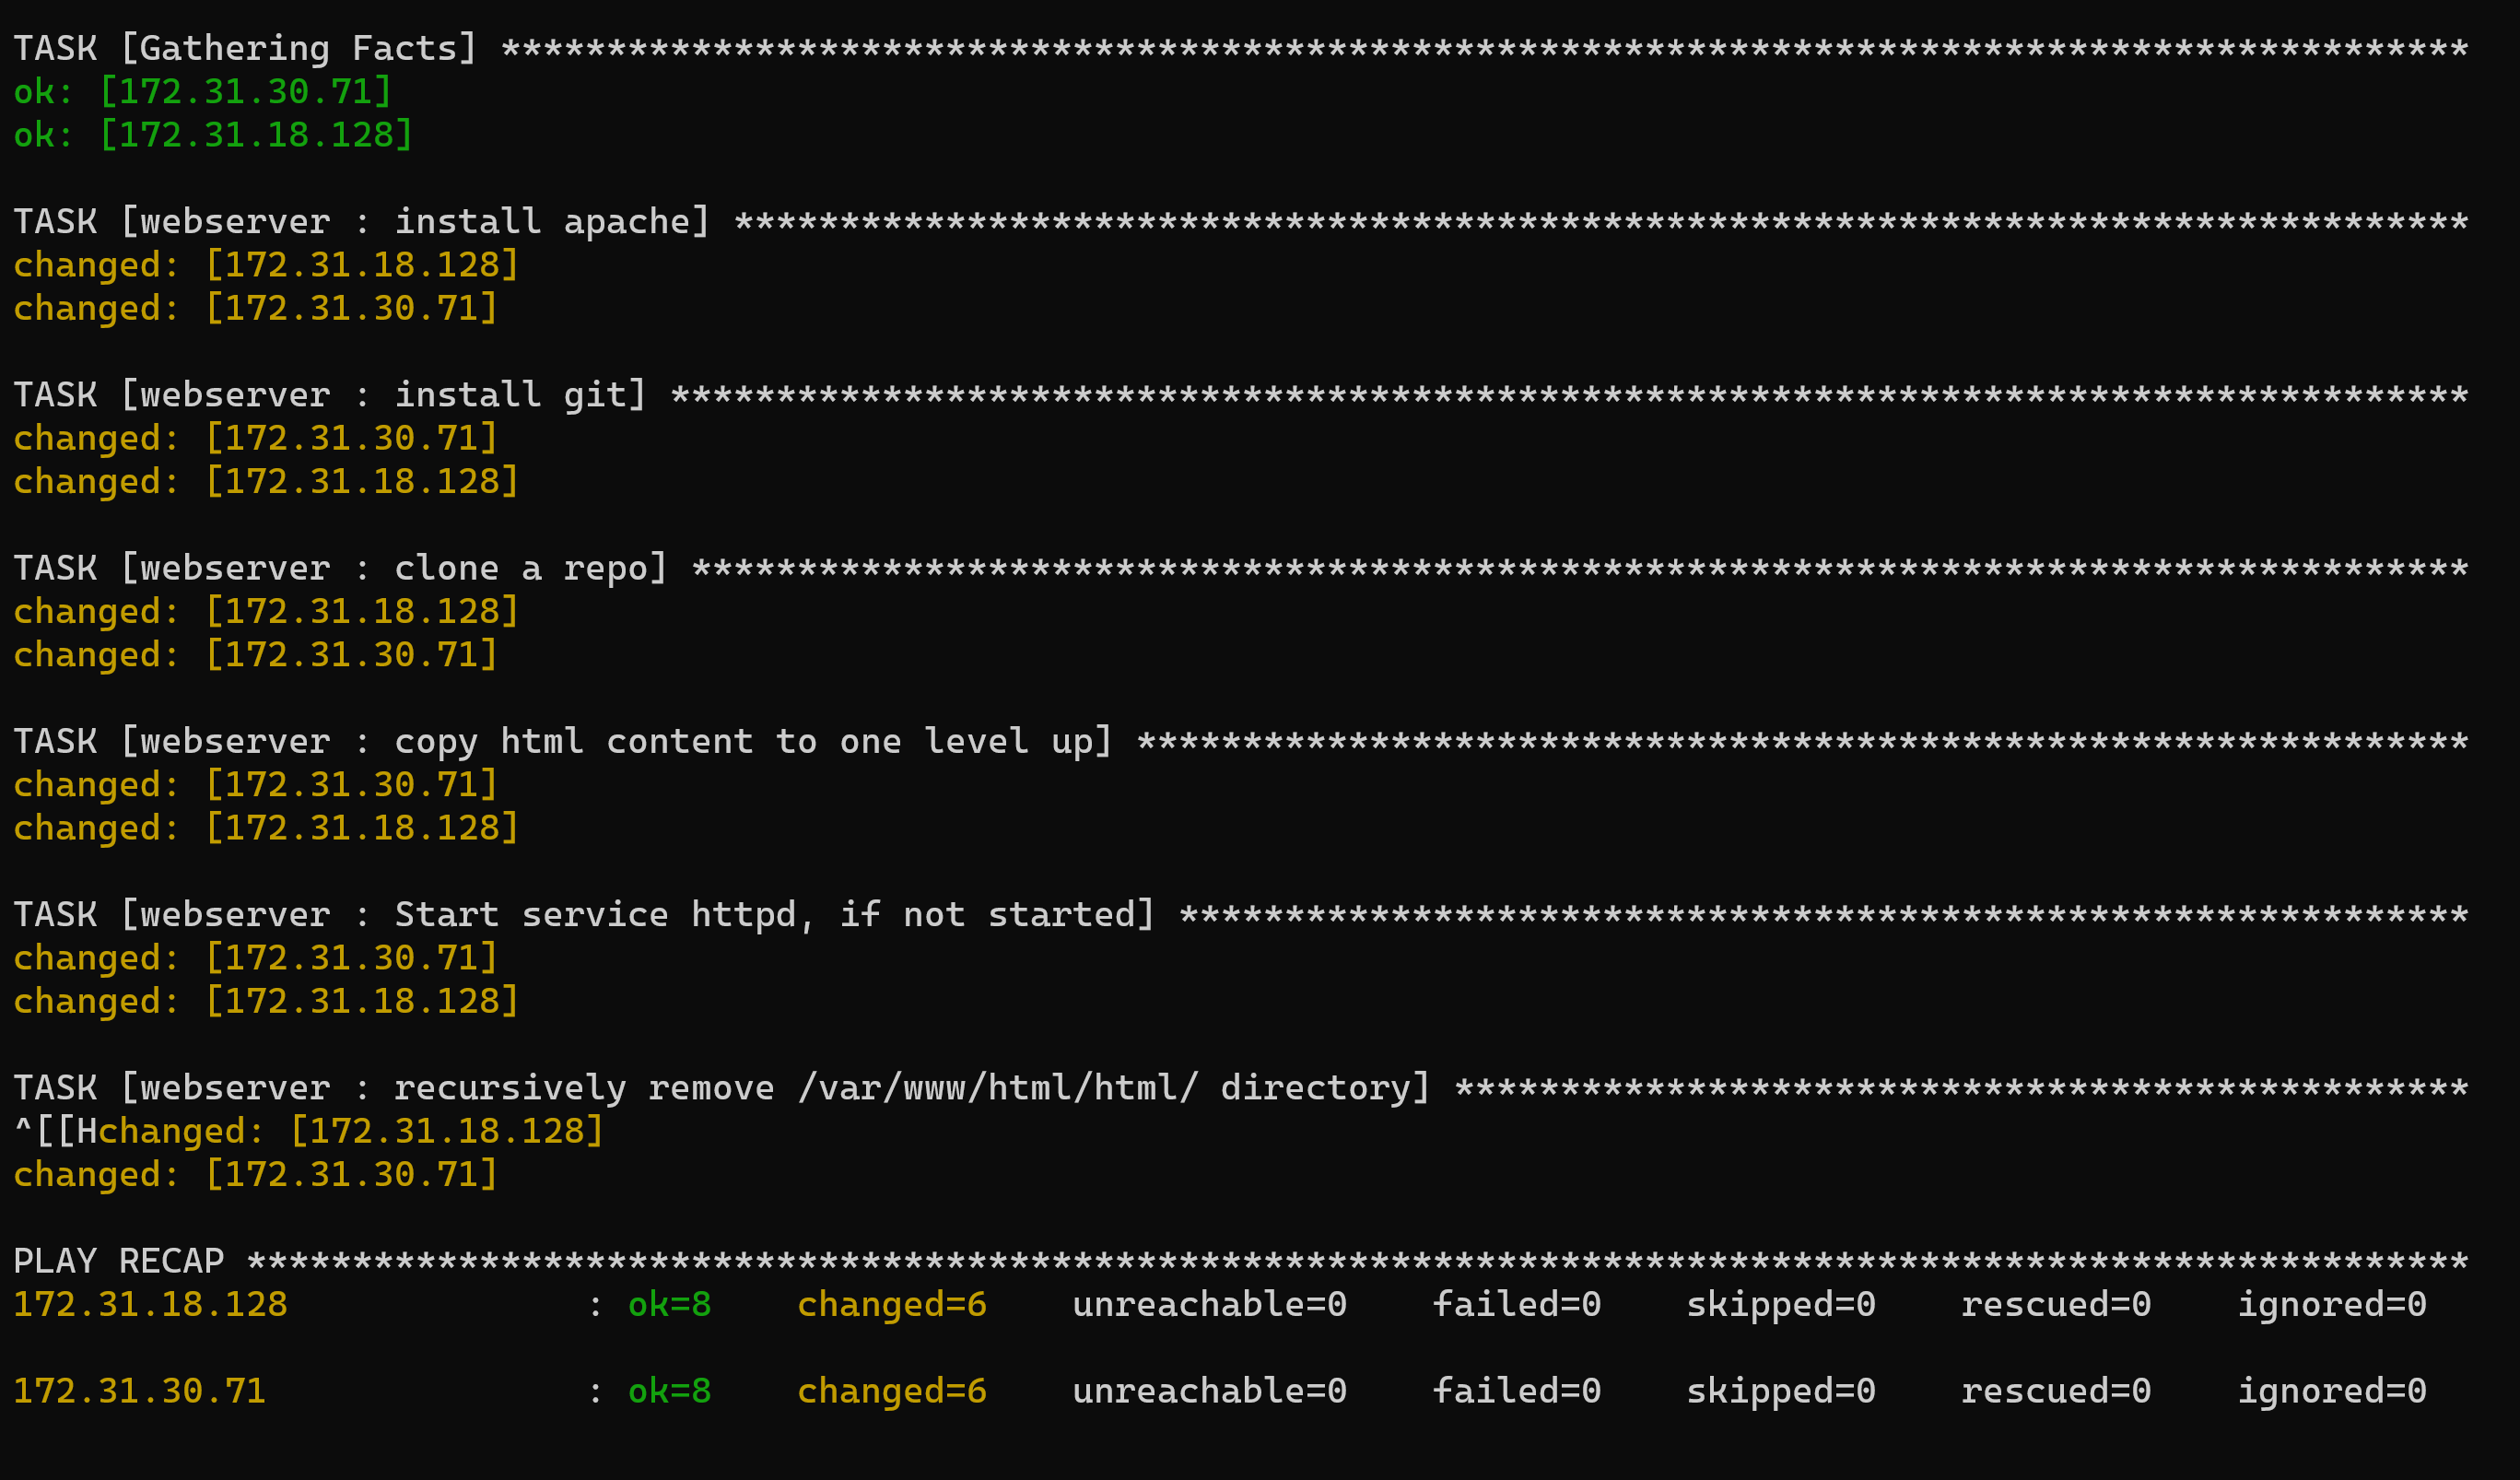 TASK [Gathering Facts] *********************************************************************************************
ok: [172.31.30.71]
ok: [172.31.18.128]
TASK [webserver : install apache] **********************************************************************************
changed: [172.31.18.128]
changed: [172.31.30.71]
TASK [webserver : install git] *************************************************************************************
changed: [172.31.30.71]
changed: [172.31.18.128]
TASK [webserver : clone a repo] ************************************************************************************
changed: [172.31.18.128]
changed: [172.31.30.71]
TASK [webserver : copy html content to one level up] ***************************************************************
changed: [172.31.30.71]
changed: [172.31.18.128]
TASK [webserver : Start service httpd, if not started] *************************************************************
changed: [172.31.30.71]
changed: [172.31.18.128]
TASK [webserver : recursively remove /var/www/html/html/ directory] ************************************************
^[[Hchanged: [172.31.18.128]
changed: [172.31.30.71]
PLAY RECAP *********************************************************************************************************
172.31.18.128              : ok=8    changed=6    unreachable=0    failed=0    skipped=0    rescued=0    ignored=0
172.31.30.71               : ok=8    changed=6    unreachable=0    failed=0    skipped=0    rescued=0    ignored=0